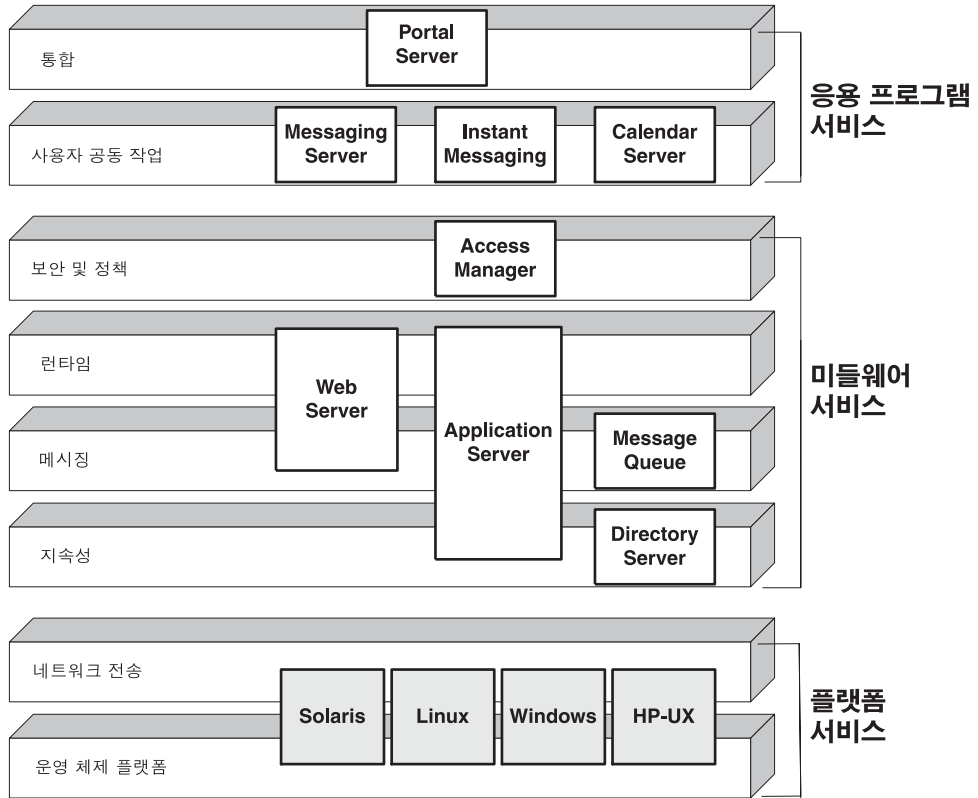 통합
Portal
Server
사용자 공동 작업
Messaging
Server
Instant
Messaging
Calendar
Server
응용 프로그램
서비스
보안 및 정책
Access
Manager
런타임
Web
Server
Application
Server
메시징
Message
Queue
지속성
Directory
Server
미들웨어
서비스
네트워크 전송
Solaris
Linux
Windows
HP-UX
운영 체제 플랫폼
플랫폼
서비스